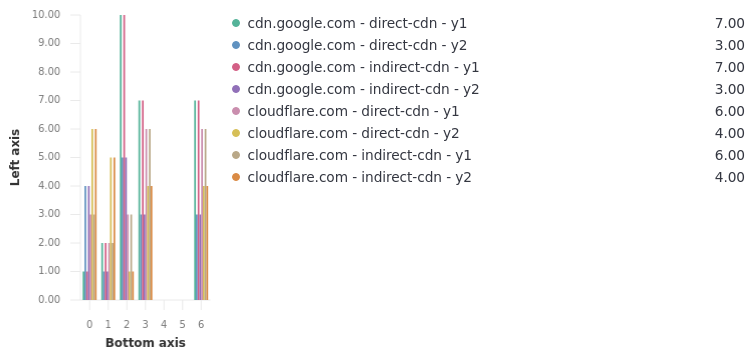 10.00
9.00
8.00
7.00
6.00
5.00
4.00
3.00
2.00
1.00
0.00
Left axis
0 1 2 3 4 5 6
Bottom axis
cdn.google.com - direct-cdn - y1 7.00
cdn.google.com - direct-cdn - y2 3.00
cdn.google.com - indirect-cdn - y1 7.00
cdn.google.com - indirect-cdn - y2 3.00
cloudflare.com - direct-cdn - y1 6.00
cloudflare.com - direct-cdn - y2 4.00
cloudflare.com - indirect-cdn - y1 6.00
cloudflare.com - indirect-cdn - y2 4.00